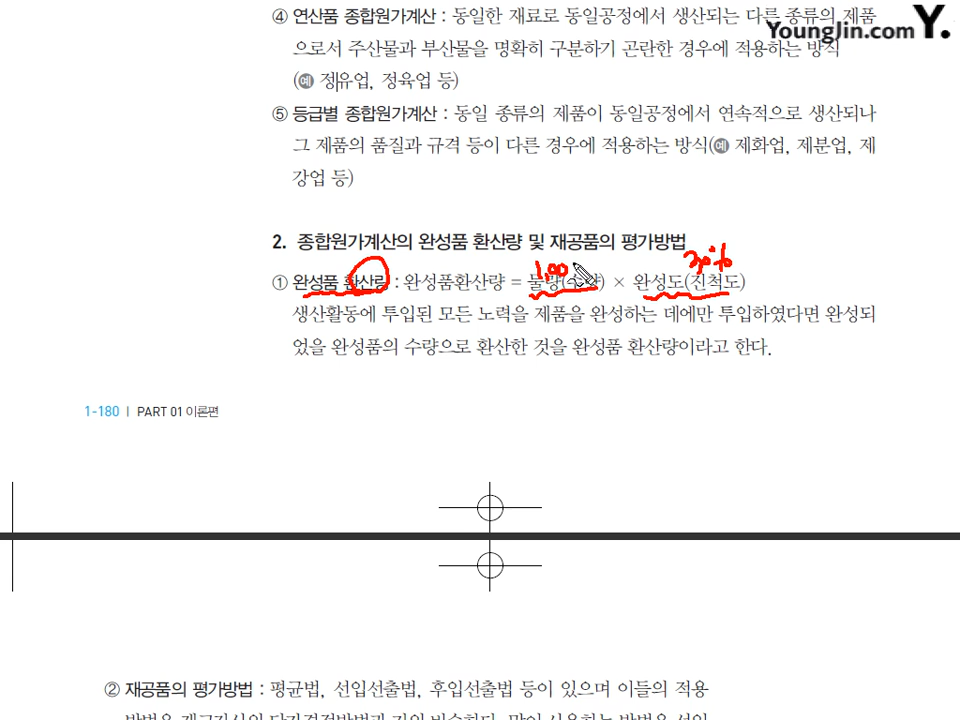 ④ 연산품 종합원가계산 : 동일한 재료로 동일공정에서 생산되는 다른 종류의 제품
YoungJin.com Y.
으로서 주산물과 부산물을 명확히 구분하기 곤란한 경우에 적용하는 방식
(예 정유업, 정육업 등)
⑤ 등급별 종합원가계산 : 동일 종류의 제품이 동일공정에서 연속적으로 생산되나
그 제품의 품질과 규격 등이 다른 경우에 적용하는 방식(예 제화업, 제분업, 제
강업 등)
2. 종합원가계산의 완성품 환산량 및 재공품의 평가방법
30%
1,00
① 완성품 환산량 : 완성품환산량 = 물량(수량) × 완성도(진척도)
생산활동에 투입된 모든 노력을 제품을 완성하는 데에만 투입하였다면 완성되
었을 완성품의 수량으로 환산한 것을 완성품 환산량이라고 한다.
1-180 | PART 01 이론편
② 재공품의 평가방법 : 평균법, 선입선출법, 후입선출법 등이 있으며 이들의 적용